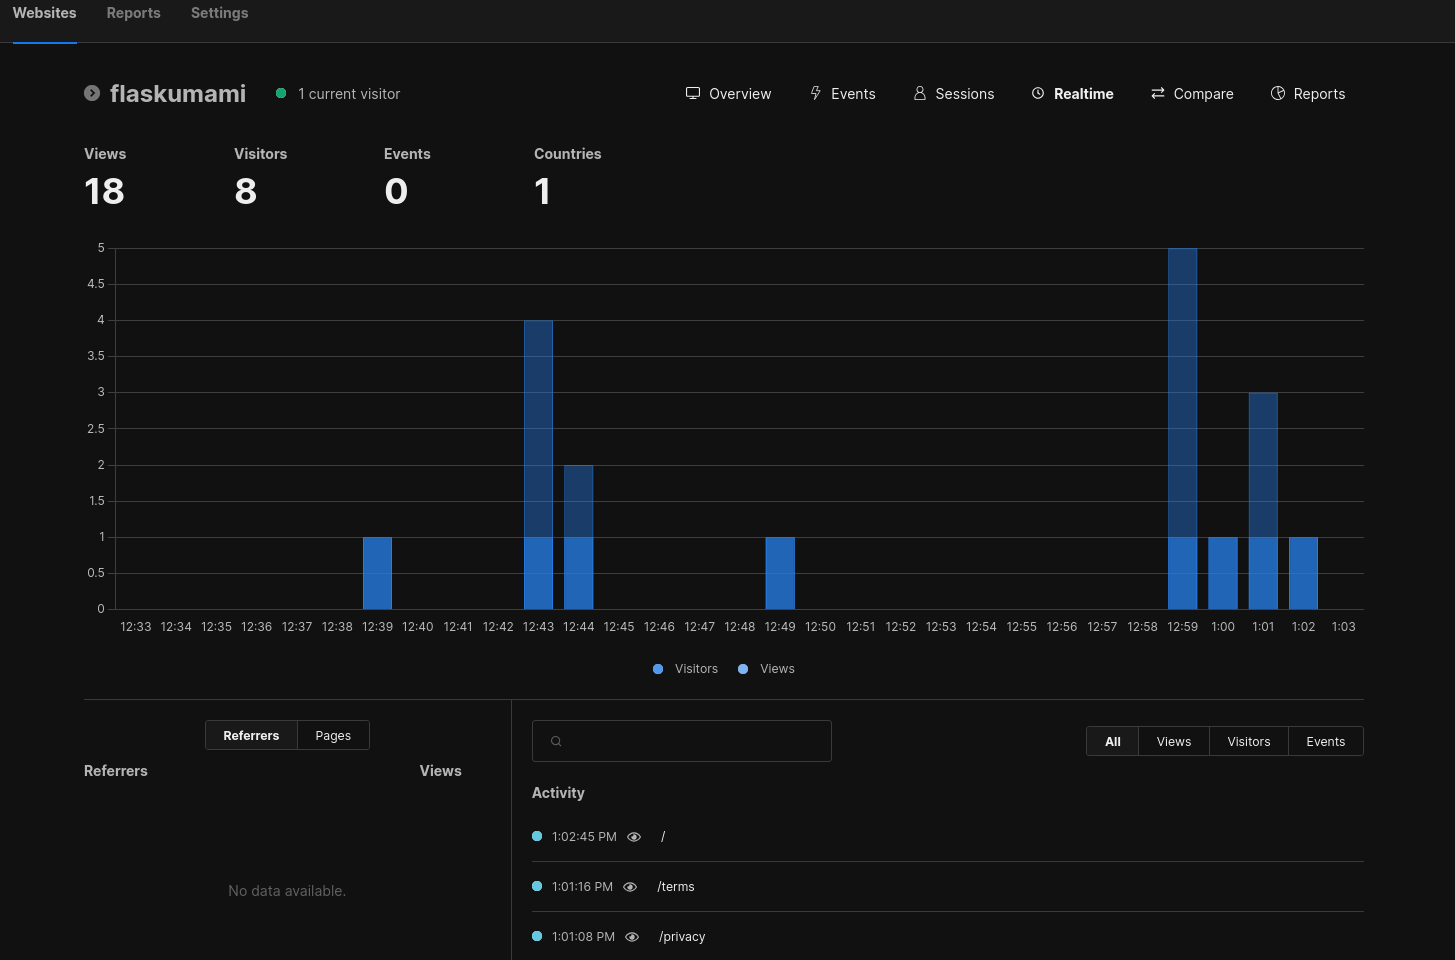 Websites Reports Settings
flaskumami 1 current visitor Overview Events Sessions Realtime Compare Reports
Views Visitors Events Countries
18 8 0 1
5
4.5
4
3.5
3
2.5
2
1.5
1
0.5
0
12:33 12:34 12:35 12:36 12:37 12:38 12:39 12:40 12:41 12:42 12:43 12:44 12:45 12:46 12:47 12:48 12:49 12:50 12:51 12:52 12:53 12:54 12:55 12:56 12:57 12:58 12:59 1:00 1:01 1:02 1:03
Visitors Views
Referrers Pages
Referrers Views
No data available.
All Views Visitors Events
Activity
1:02:45 PM /
1:01:16 PM /terms
1:01:08 PM /privacy